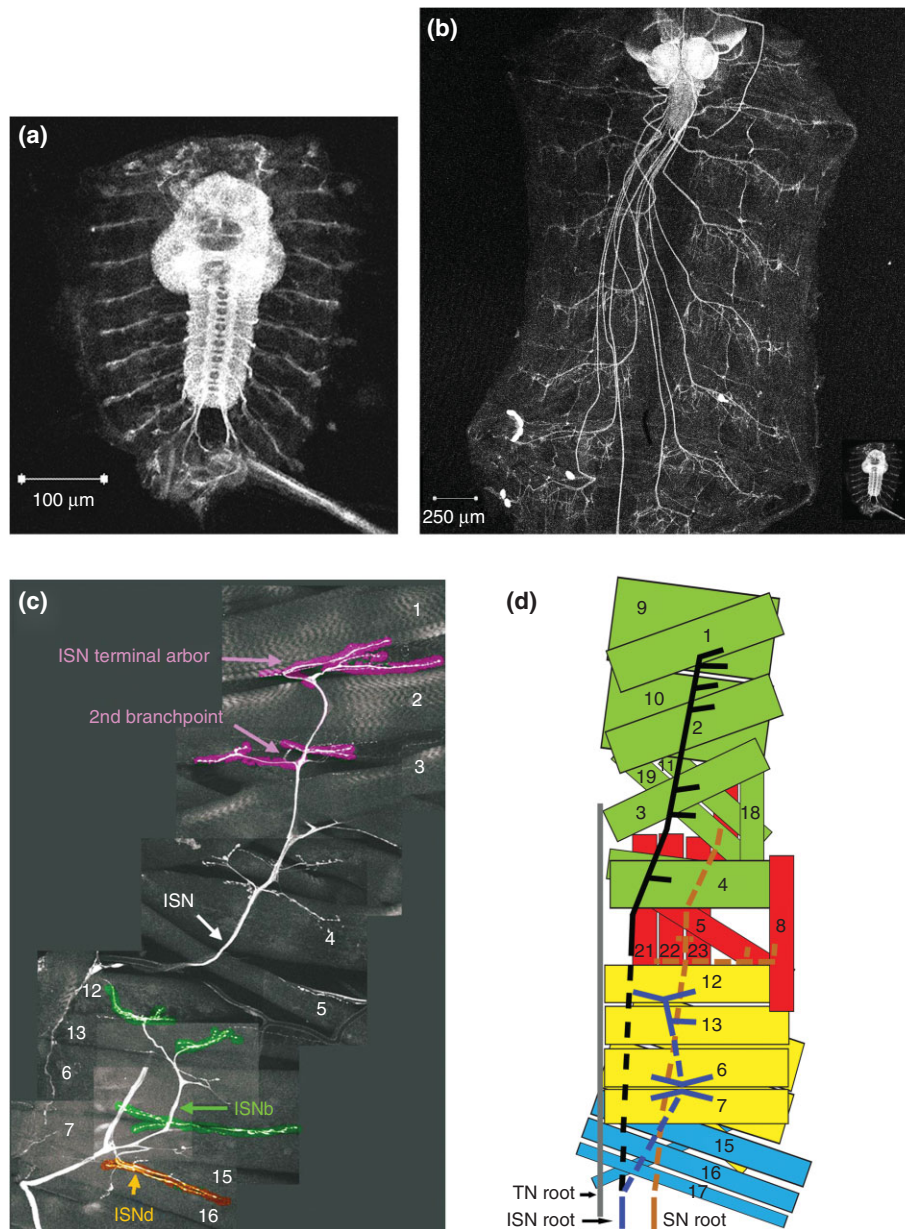 (a)
100 μm
(b)
250 μm
(c)
ISN terminal arbor
1
2
2nd branchpoint
3
ISN
4
12
5
13
6
ISNb
7
15
ISNd
16
(d)
9
1
10
2
11
19
3
18
4
5
8
21
22
23
12
13
6
7
15
16
17
TN root
ISN root
SN root